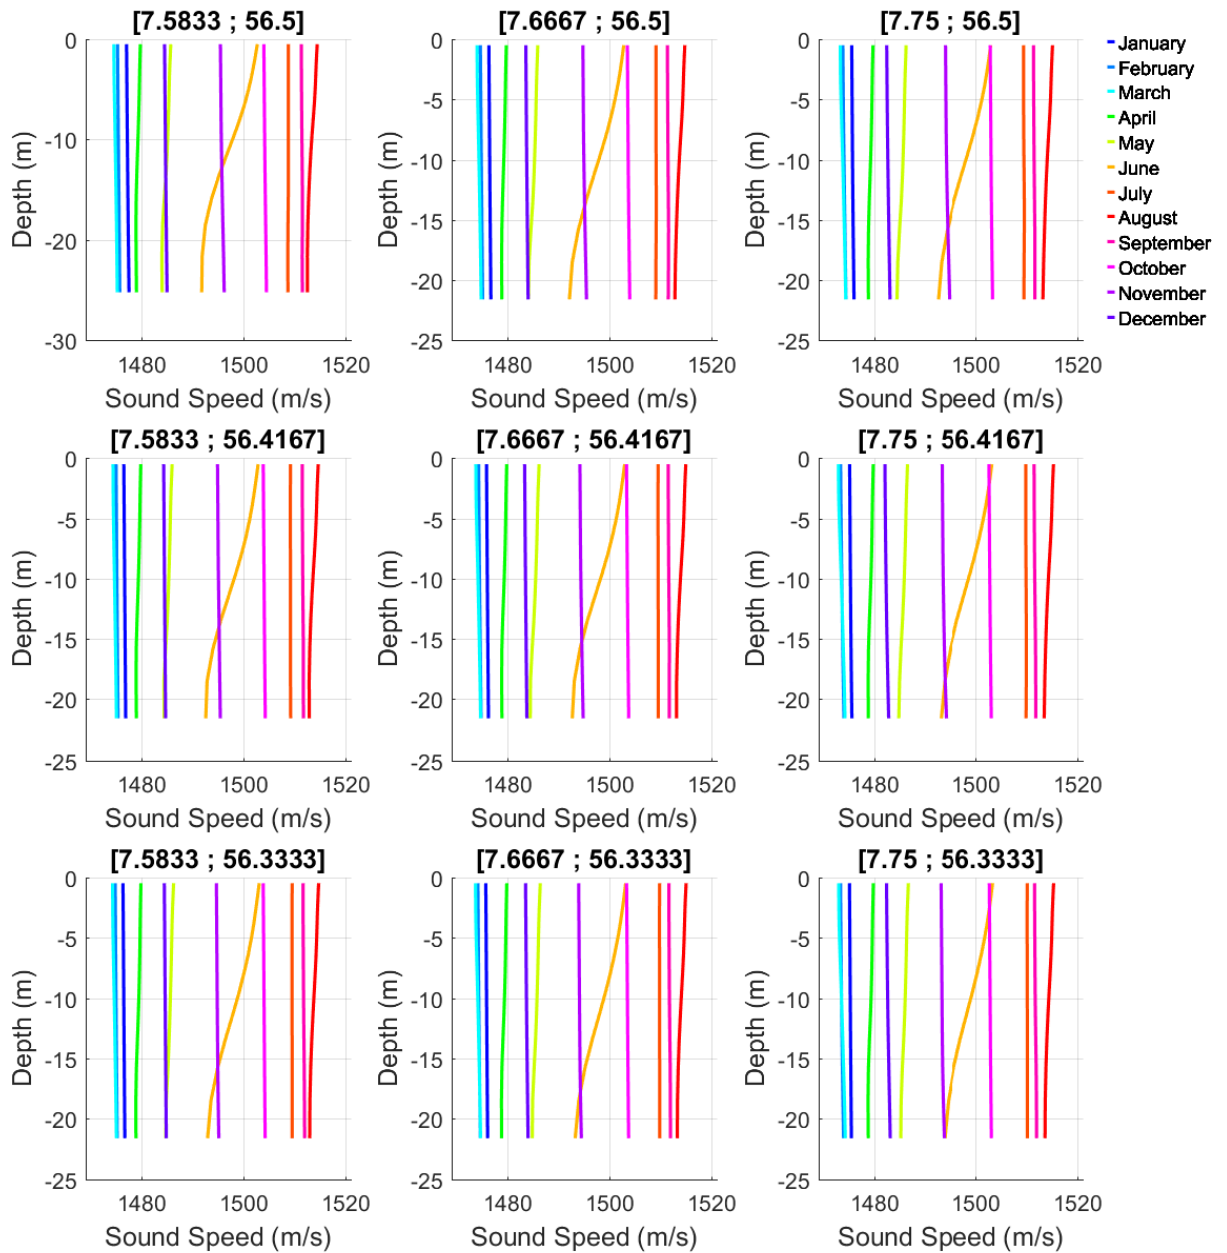 [7.5833 ; 56.5]
0
-10
-20
-30
1480 1500 1520
Depth (m)
Sound Speed (m/s)
[7.6667 ; 56.5]
0
-5
-10
-15
-20
-25
1480 1500 1520
Depth (m)
Sound Speed (m/s)
[7.75 ; 56.5]
0
-5
-10
-15
-20
-25
1480 1500 1520
Depth (m)
Sound Speed (m/s)
January
February
March
April
May
June
July
August
September
October
November
December
[7.5833 ; 56.4167]
0
-5
-10
-15
-20
-25
1480 1500 1520
Depth (m)
Sound Speed (m/s)
[7.6667 ; 56.4167]
0
-5
-10
-15
-20
-25
1480 1500 1520
Depth (m)
Sound Speed (m/s)
[7.75 ; 56.4167]
0
-5
-10
-15
-20
-25
1480 1500 1520
Depth (m)
Sound Speed (m/s)
[7.5833 ; 56.3333]
0
-5
-10
-15
-20
-25
1480 1500 1520
Depth (m)
Sound Speed (m/s)
[7.6667 ; 56.3333]
0
-5
-10
-15
-20
-25
1480 1500 1520
Depth (m)
Sound Speed (m/s)
[7.75 ; 56.3333]
0
-5
-10
-15
-20
-25
1480 1500 1520
Depth (m)
Sound Speed (m/s)